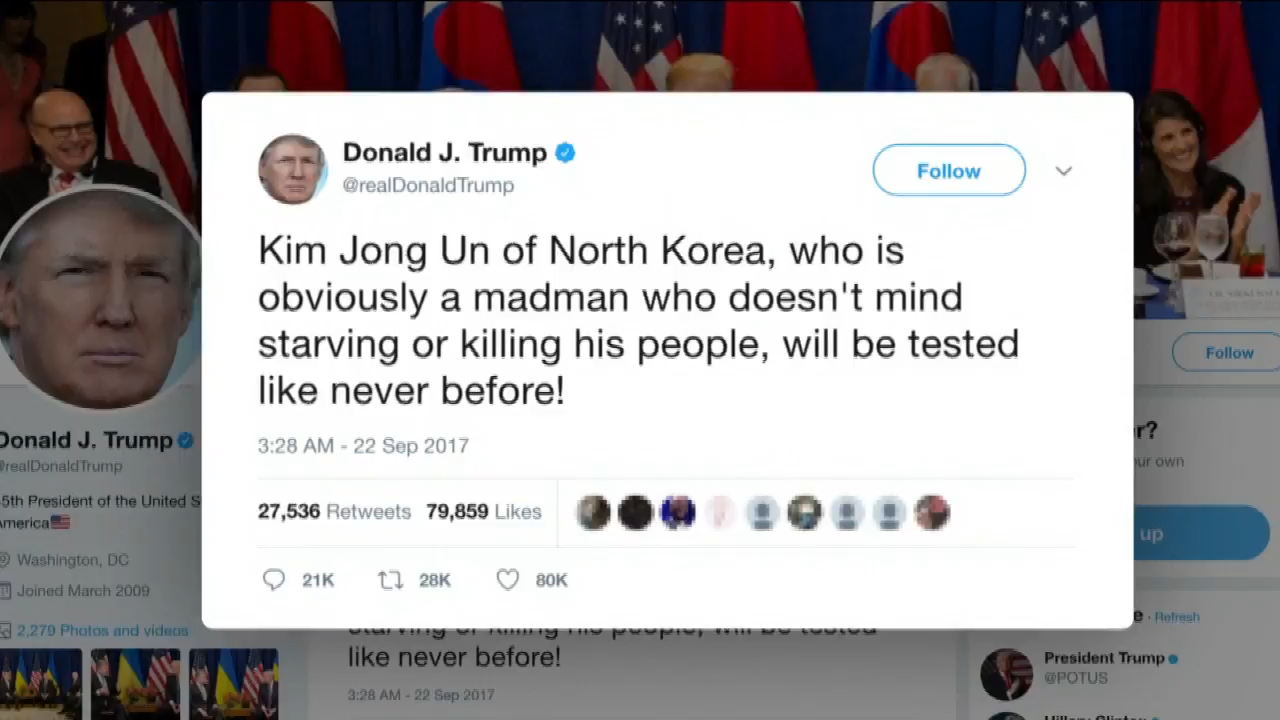 Donald J. Trump
@realDonaldTrump
Follow
Kim Jong Un of North Korea, who is
obviously a madman who doesn't mind
starving or killing his people, will be tested
like never before!
3:28 AM - 22 Sep 2017
27,536 Retweets 79,859 Likes
21K 28K 80K
Donald J. Trump
realDonaldTrump
5th President of the United S
merica
Washington, DC
Joined March 2009
2,279 Photos and videos
starving or killing his people, will be tested
like never before!
3:28 AM - 22 Sep 2017
Follow
r?
ur own
up
e · Refresh
President Trump
@POTUS
Hillary Clinton